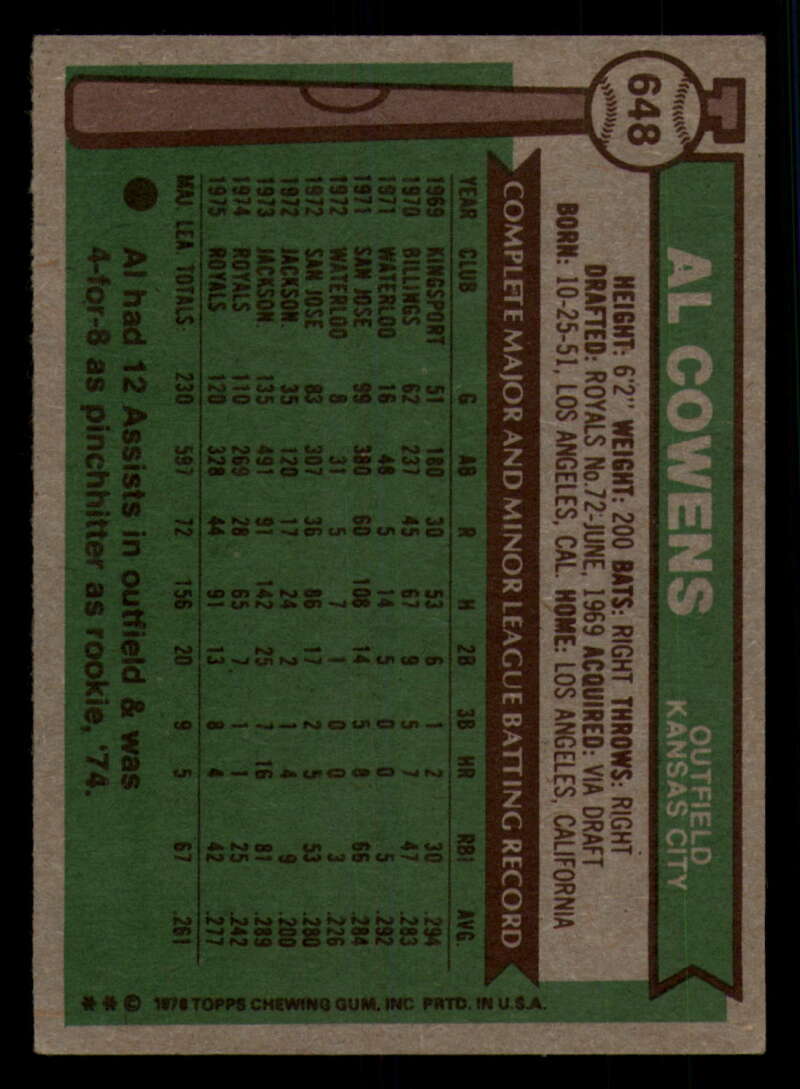 648
AL COWENS
OUTFIELD
KANSAS CITY
HEIGHT: 6'2" WEIGHT: 200 BATS: RIGHT THROWS: RIGHT
DRAFTED: ROYALS No.72-JUNE, 1969 ACQUIRED: VIA DRAFT
BORN: 10-25-51, LOS ANGELES, CAL. HOME: LOS ANGELES, CALIFORNIA
COMPLETE MAJOR AND MINOR LEAGUE BATTING RECORD
YEAR CLUB G AB R H 2B 3B HR RBI AVG.
1969 KINGSPORT 51 180 30 53 6 1 2 30 .294
1970 BILLINGS 62 237 45 67 9 5 7 47 .283
1971 WATERLOO 16 48 5 14 5 0 0 5 .292
1971 SAN JOSE 99 380 60 108 14 5 8 66 .284
1972 WATERLOO 8 31 5 7 1 0 0 3 .226
1972 SAN JOSE 83 307 36 86 17 2 5 53 .280
1972 JACKSON. 35 120 17 24 2 1 4 9 .200
1973 JACKSON. 135 491 91 142 25 7 16 81 .289
1974 ROYALS 110 269 28 65 7 1 1 25 .242
1975 ROYALS 120 328 44 91 13 8 4 42 .277
MAJ. LEA. TOTALS 230 597 72 156 20 9 5 67 .261
Al had 12 Assists in outfield & was
4-for-8 as pinchhitter as rookie, '74.
** © 1976 TOPPS CHEWING GUM, INC PRTD. IN U.S.A.